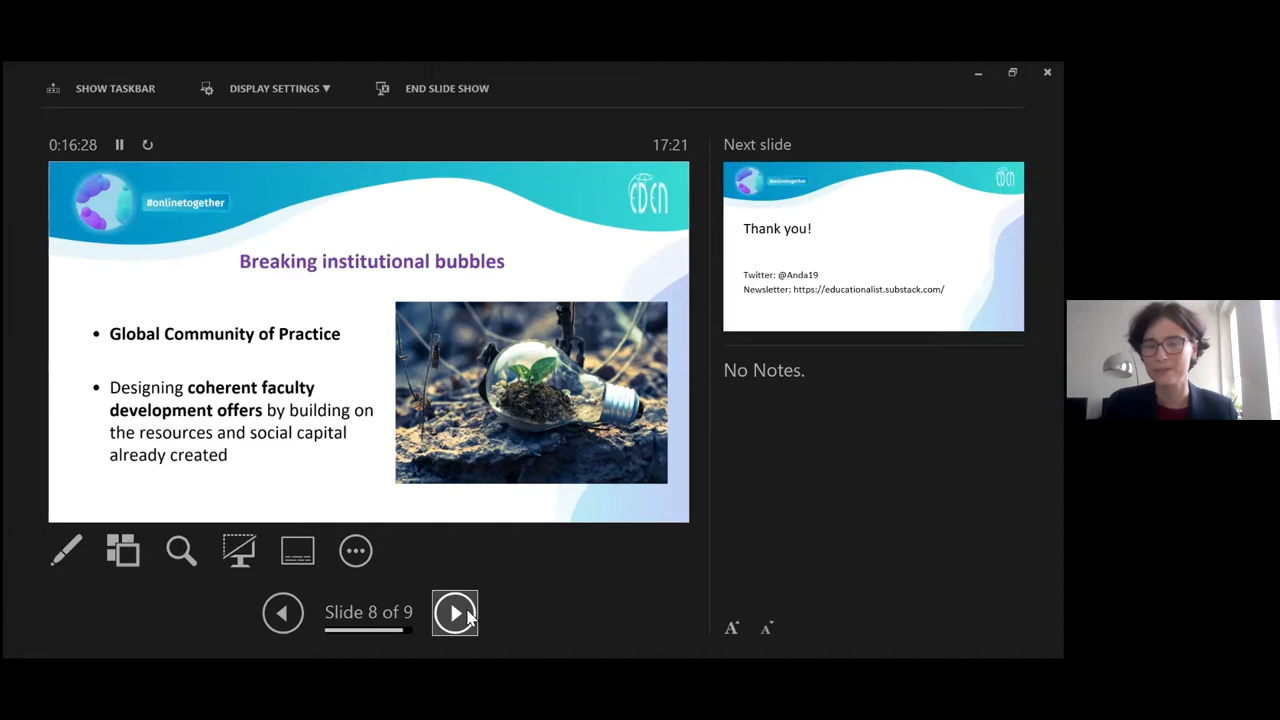 SHOW TASKBAR
DISPLAY SETTINGS ▼
END SLIDE SHOW
0:16:28
17:21
#onlinetogether
EDEN
Breaking institutional bubbles
• Global Community of Practice
• Designing coherent faculty
development offers by building on
the resources and social capital
already created
Next slide
#onlinetogether
EDEN
Thank you!
Twitter: @Anda19
Newsletter: https://educationalist.substack.com/
No Notes.
Slide 8 of 9
A
A